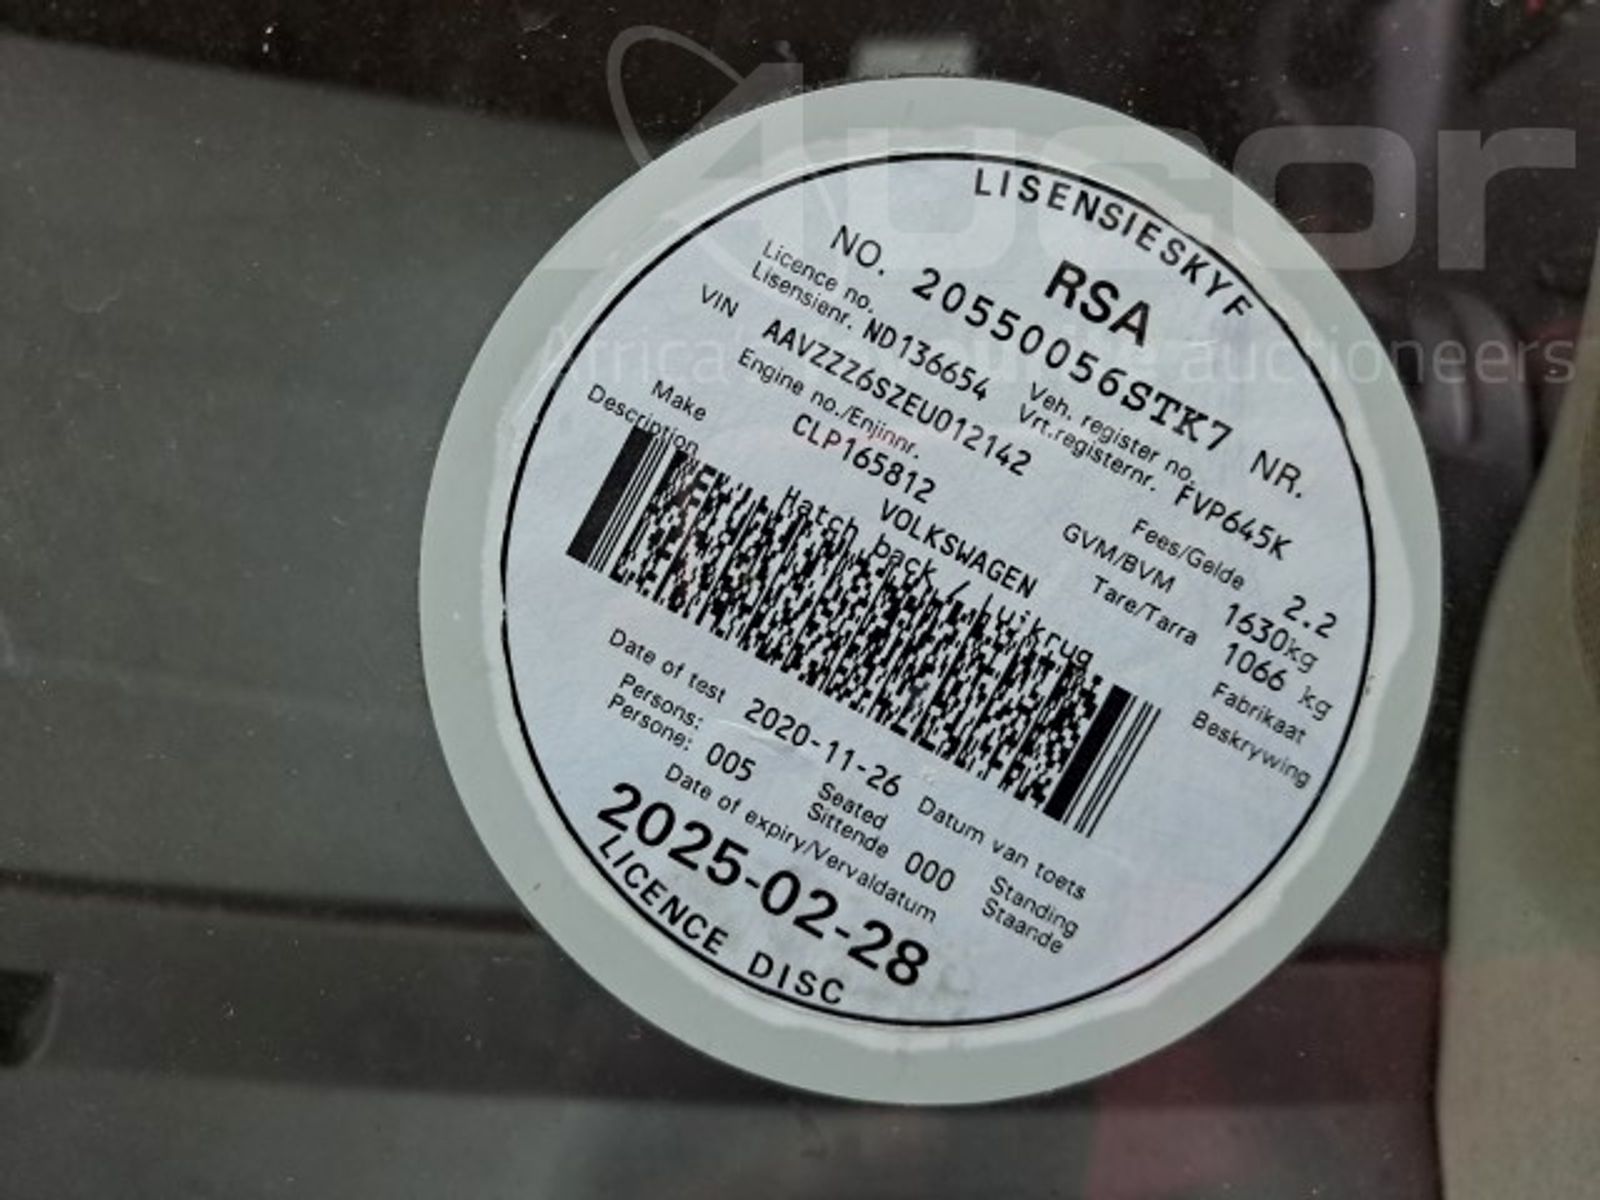 Aucor
Africa's auctioneers
LISENSIESKYF
RSA
NO. 20550056STK7 NR.
Licence no.
Lisensienr. ND136654
Veh. register no.
Vrt.registernr. FVP645K
VIN AAVZZZ6SZEU012142
Engine no./Enjinnr.
CLP165812
Fees/Gelde 2.2
GVM/BVM 1630kg
Tare/Tarra 1066 kg
Make VOLKSWAGEN Fabrikaat
Description Hatch back / Luikrug Beskrywing
Date of test 2020-11-26 Datum van toets
Persons:
Persone: 005
Seated
Sittende 000
Standing
Staande
Date of expiry/Vervaldatum
2025-02-28
LICENCE DISC